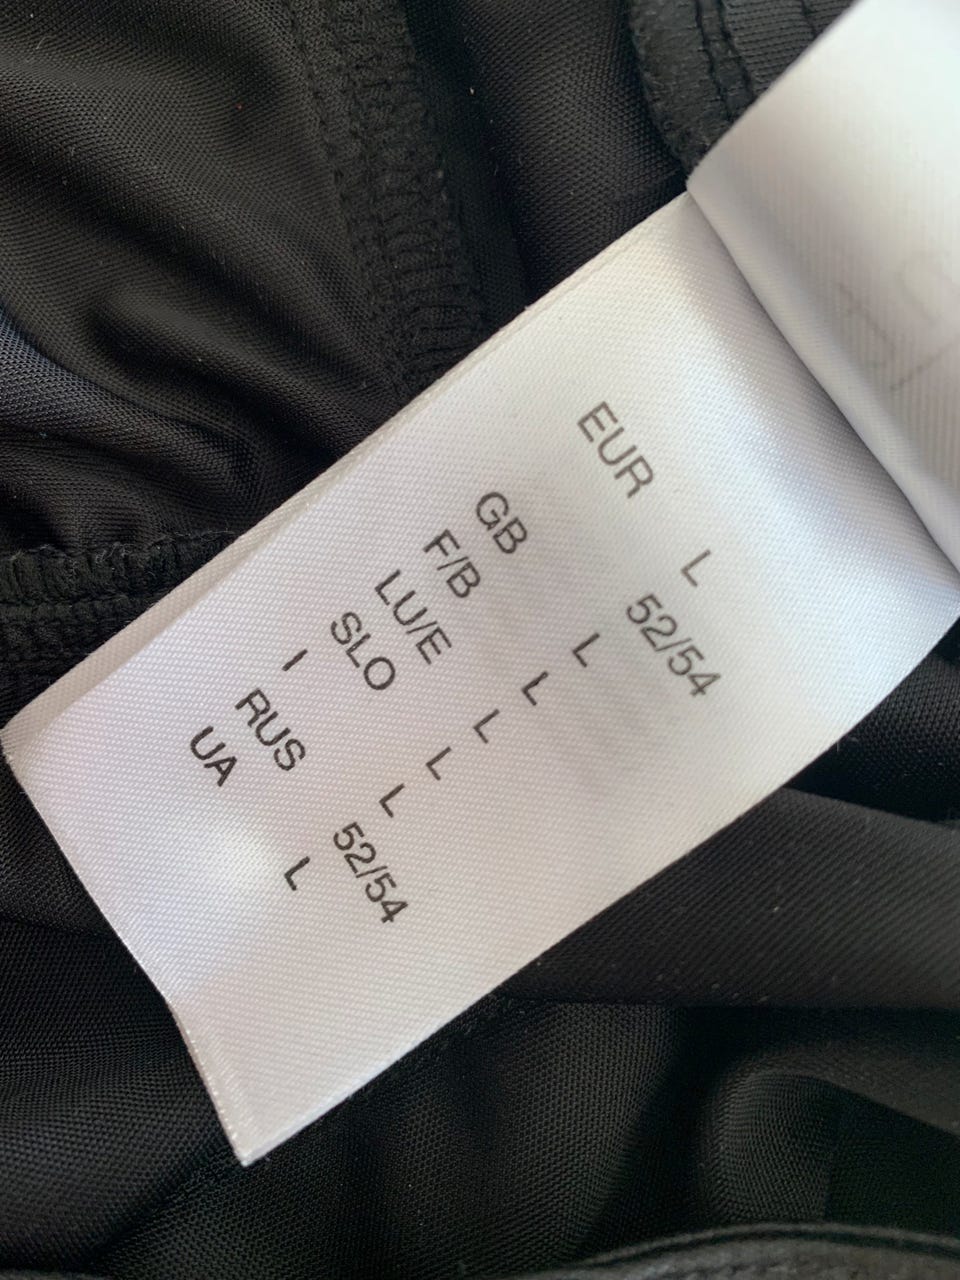 EUR L
52/54
GB L
F/B L
LU/E L
SLO L
I L
RUS 52/54
UA L